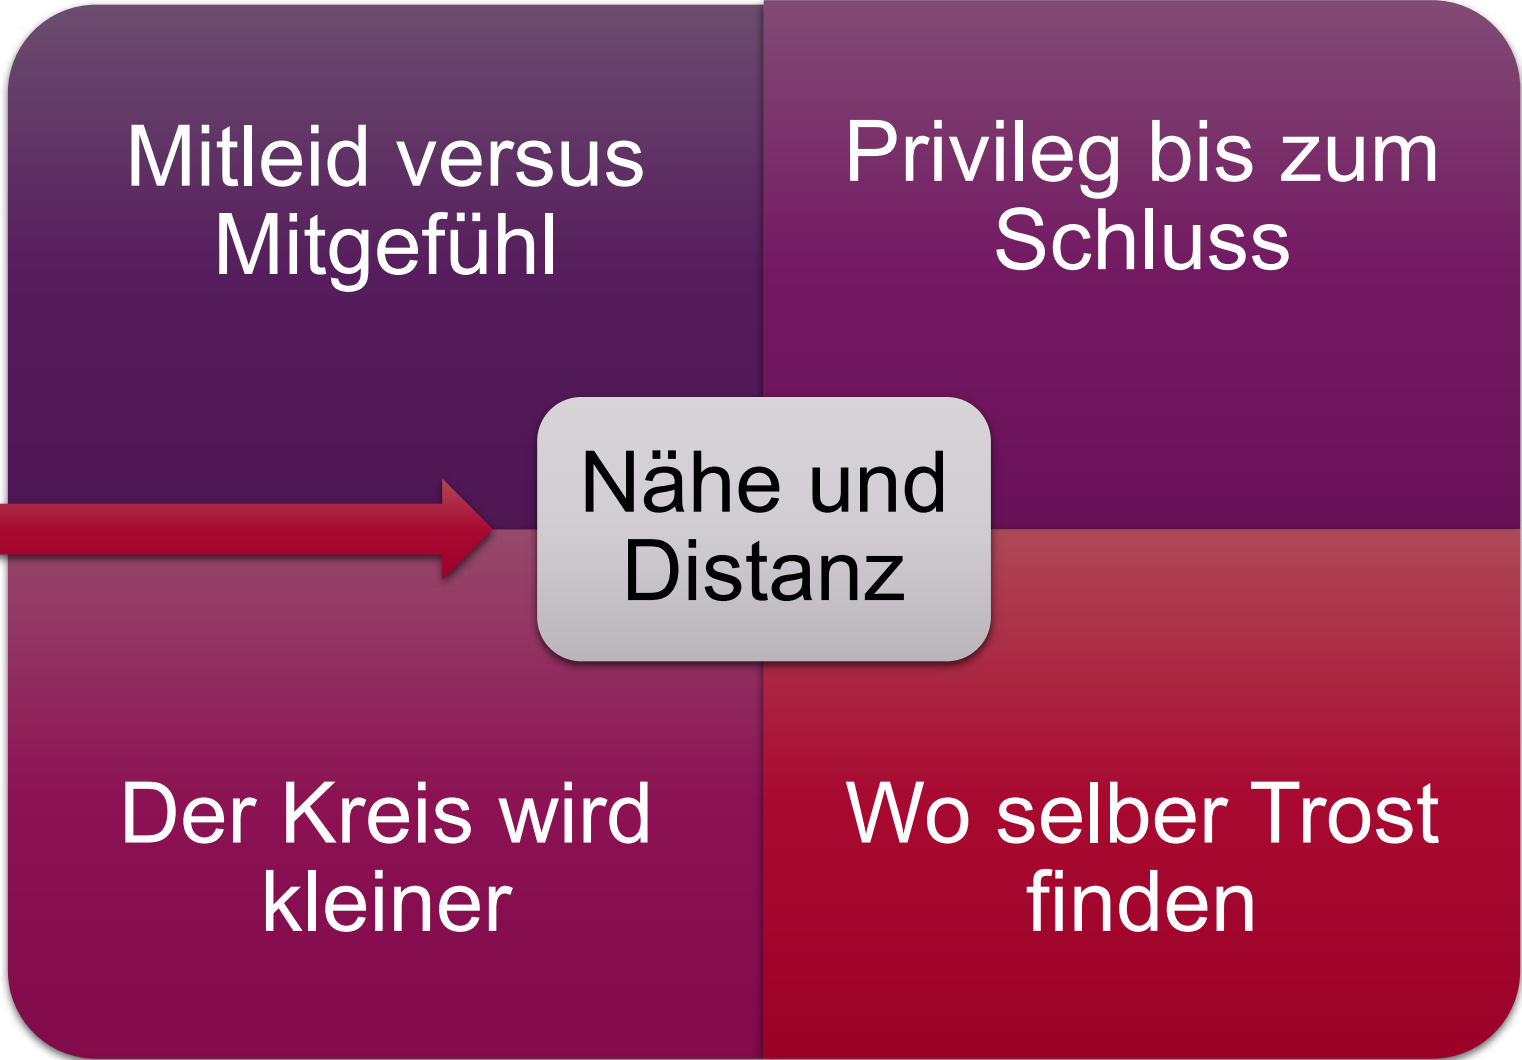 Mitleid versus
Mitgefühl
Privileg bis zum
Schluss
Nähe und
Distanz
Der Kreis wird
kleiner
Wo selber Trost
finden